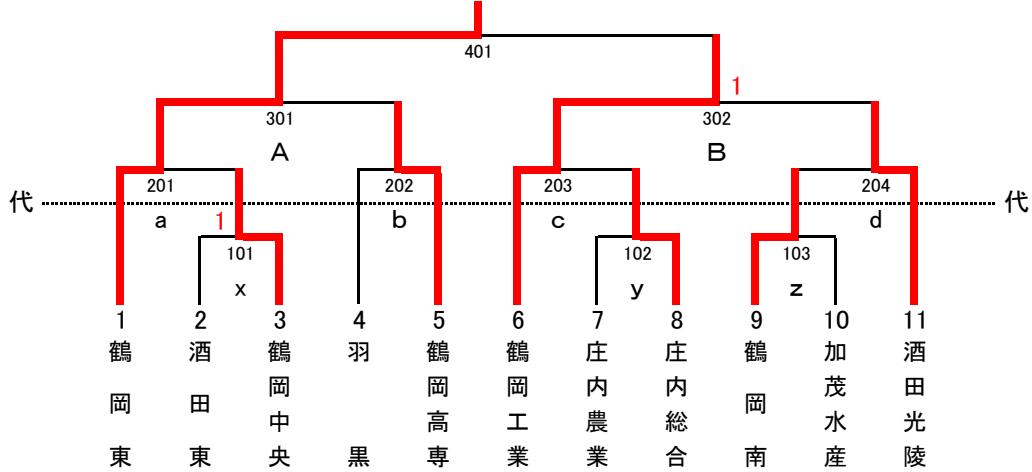 401
1
301
302
A
B
201
202
203
204
代
代
a
1
b
c
d
101
102
103
x
y
z
1
2
3
4
5
6
7
8
9
10
11
鶴岡東
酒田東
鶴岡中央
羽黒
鶴岡高専
鶴岡工業
庄内農業
庄内総合
鶴岡南
加茂水産
酒田光陵